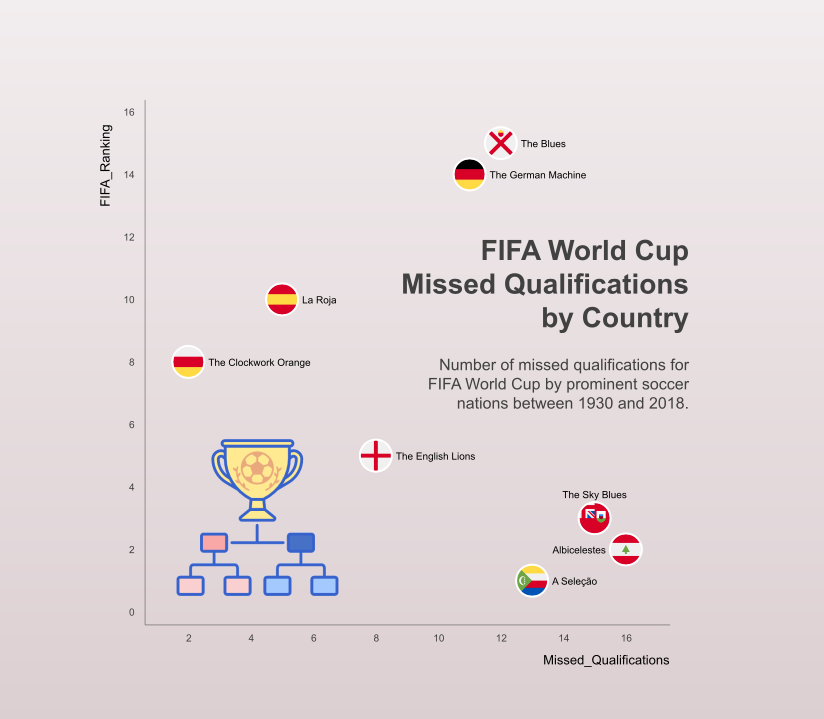 16
FIFA_Ranking
The Blues
14
The German Machine
12
FIFA World Cup
Missed Qualifications
by Country
10
La Roja
8
The Clockwork Orange
Number of missed qualifications for
FIFA World Cup by prominent soccer
nations between 1930 and 2018.
6
The English Lions
4
The Sky Blues
2
Albicelestes
A Seleção
0
2 4 6 8 10 12 14 16
Missed_Qualifications